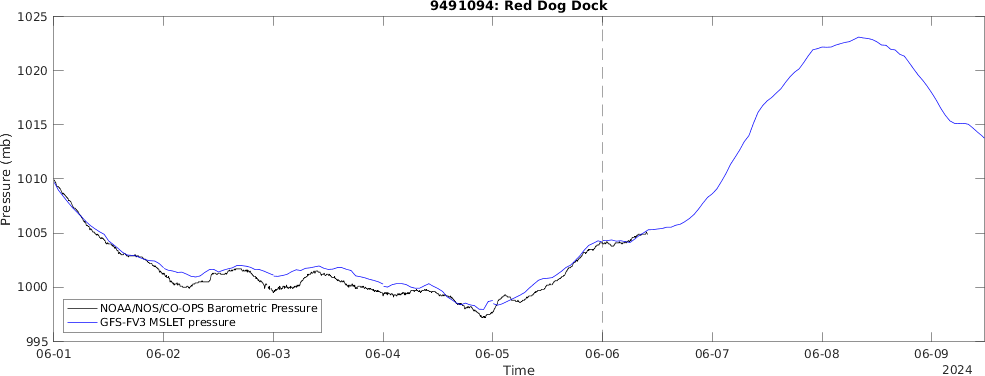 9491094: Red Dog Dock
Pressure (mb)
1025
1020
1015
1010
1005
1000
995
NOAA/NOS/CO-OPS Barometric Pressure
GFS-FV3 MSLET pressure
06-01 06-02 06-03 06-04 06-05 06-06 06-07 06-08 06-09
Time
2024